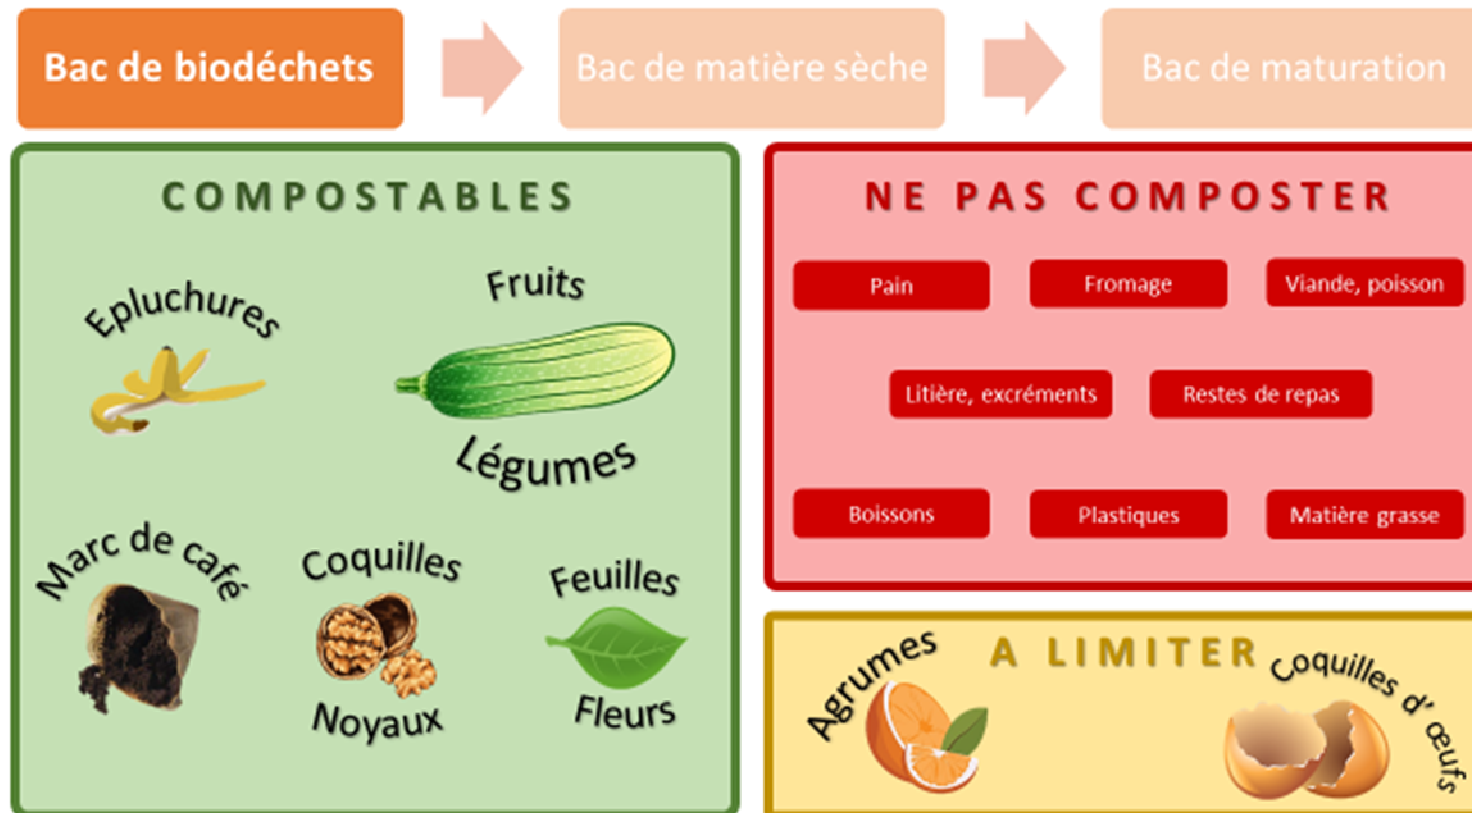 Bac de biodéchets
Bac de matière sèche
Bac de maturation
COMPOSTABLES
Epluchures
Fruits
Légumes
Marc de café
Coquilles
Noyaux
Feuilles
Fleurs
NE PAS COMPOSTER
Pain
Fromage
Viande, poisson
Litière, excréments
Restes de repas
Boissons
Plastiques
Matière grasse
A LIMITER
Agrumes
Coquilles d' œufs